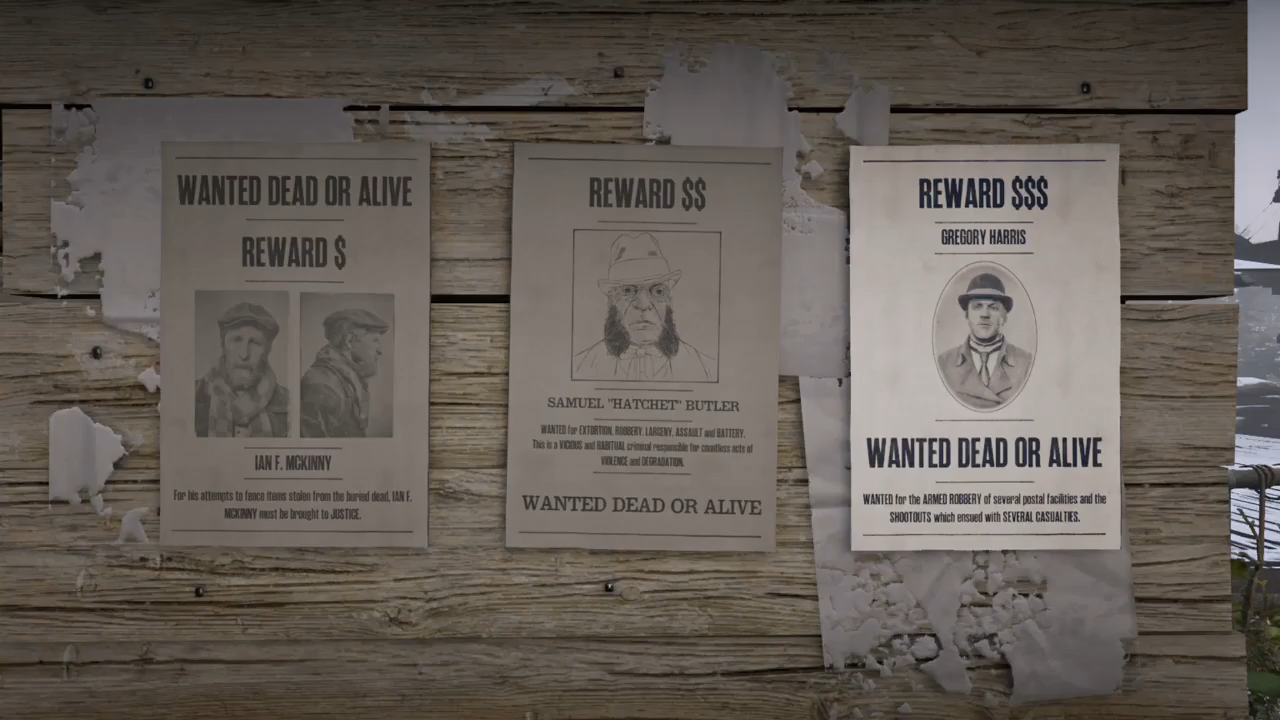 WANTED DEAD OR ALIVE
REWARD $
IAN F. MCKINNY
For his attempts to fence items stolen from the buried dead, IAN F.
MCKINNY must be brought to JUSTICE.
REWARD $$
SAMUEL "HATCHET" BUTLER
WANTED for EXTORTION, ROBBERY, LARSENY, ASSAULT and BATTERY.
This is a VICIOUS and HABITUAL criminal responsible for countless acts of
VIOLENCE and DEGRADATION.
WANTED DEAD OR ALIVE
REWARD $$$
GREGORY HARRIS
WANTED DEAD OR ALIVE
WANTED for the ARMED ROBBERY of several postal facilities and the
SHOOTOUTS which ensued with SEVERAL CASUALTIES.